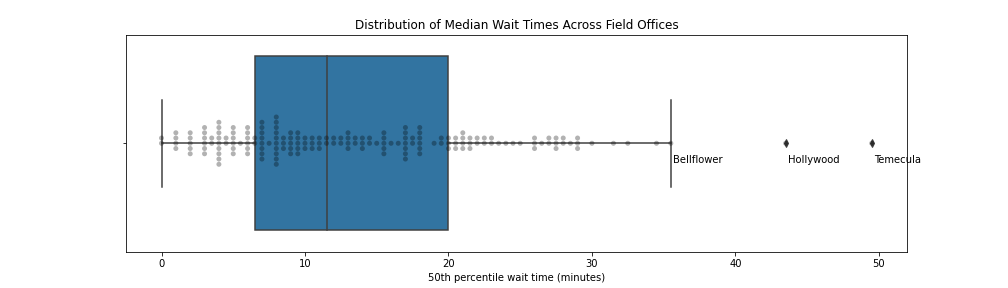 Distribution of Median Wait Times Across Field Offices
Bellflower
Hollywood
Temecula
0
10
20
30
40
50
50th percentile wait time (minutes)